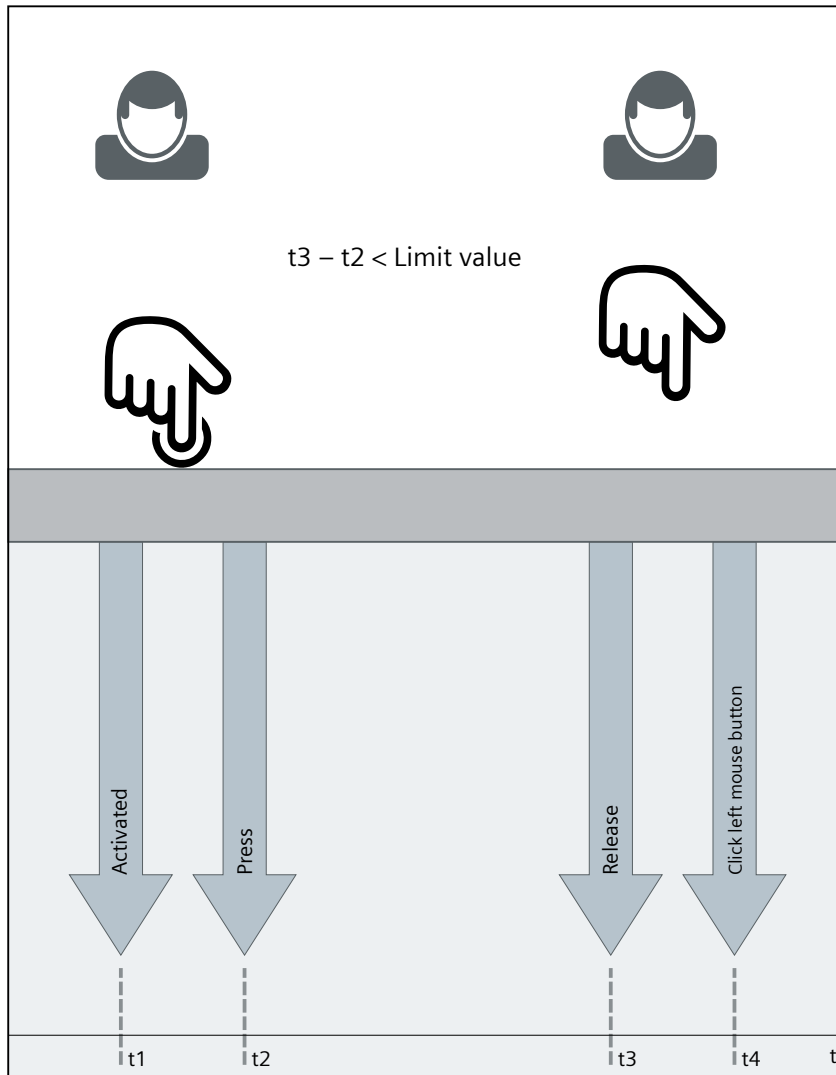 t3 – t2 < Limit value
Activated
Press
Release
Click left mouse button
t1
t2
t3
t4
t